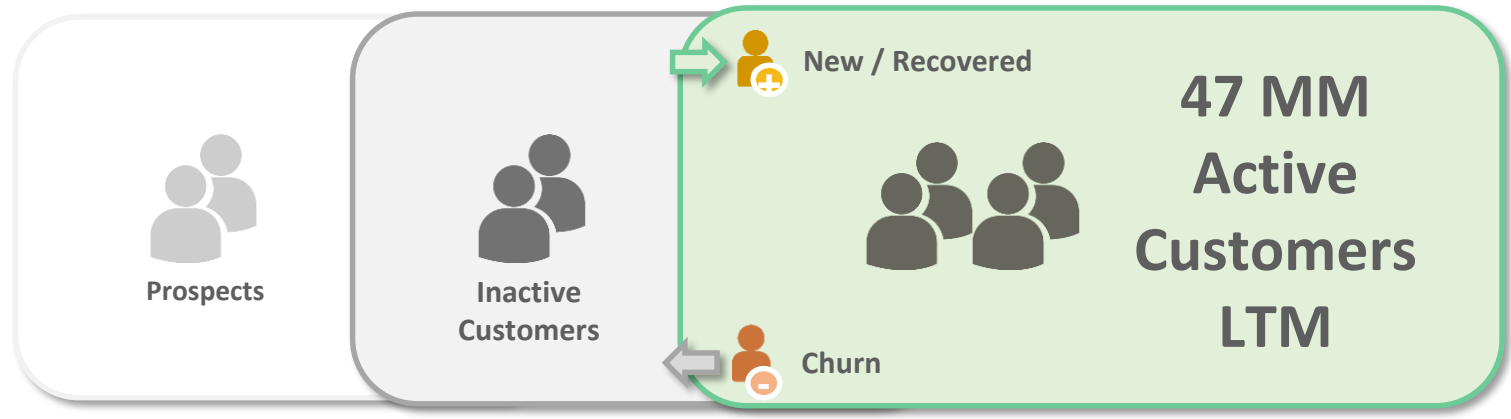 Prospects
Inactive
Customers
New / Recovered
+
47 MM
Active
Customers
LTM
-
Churn